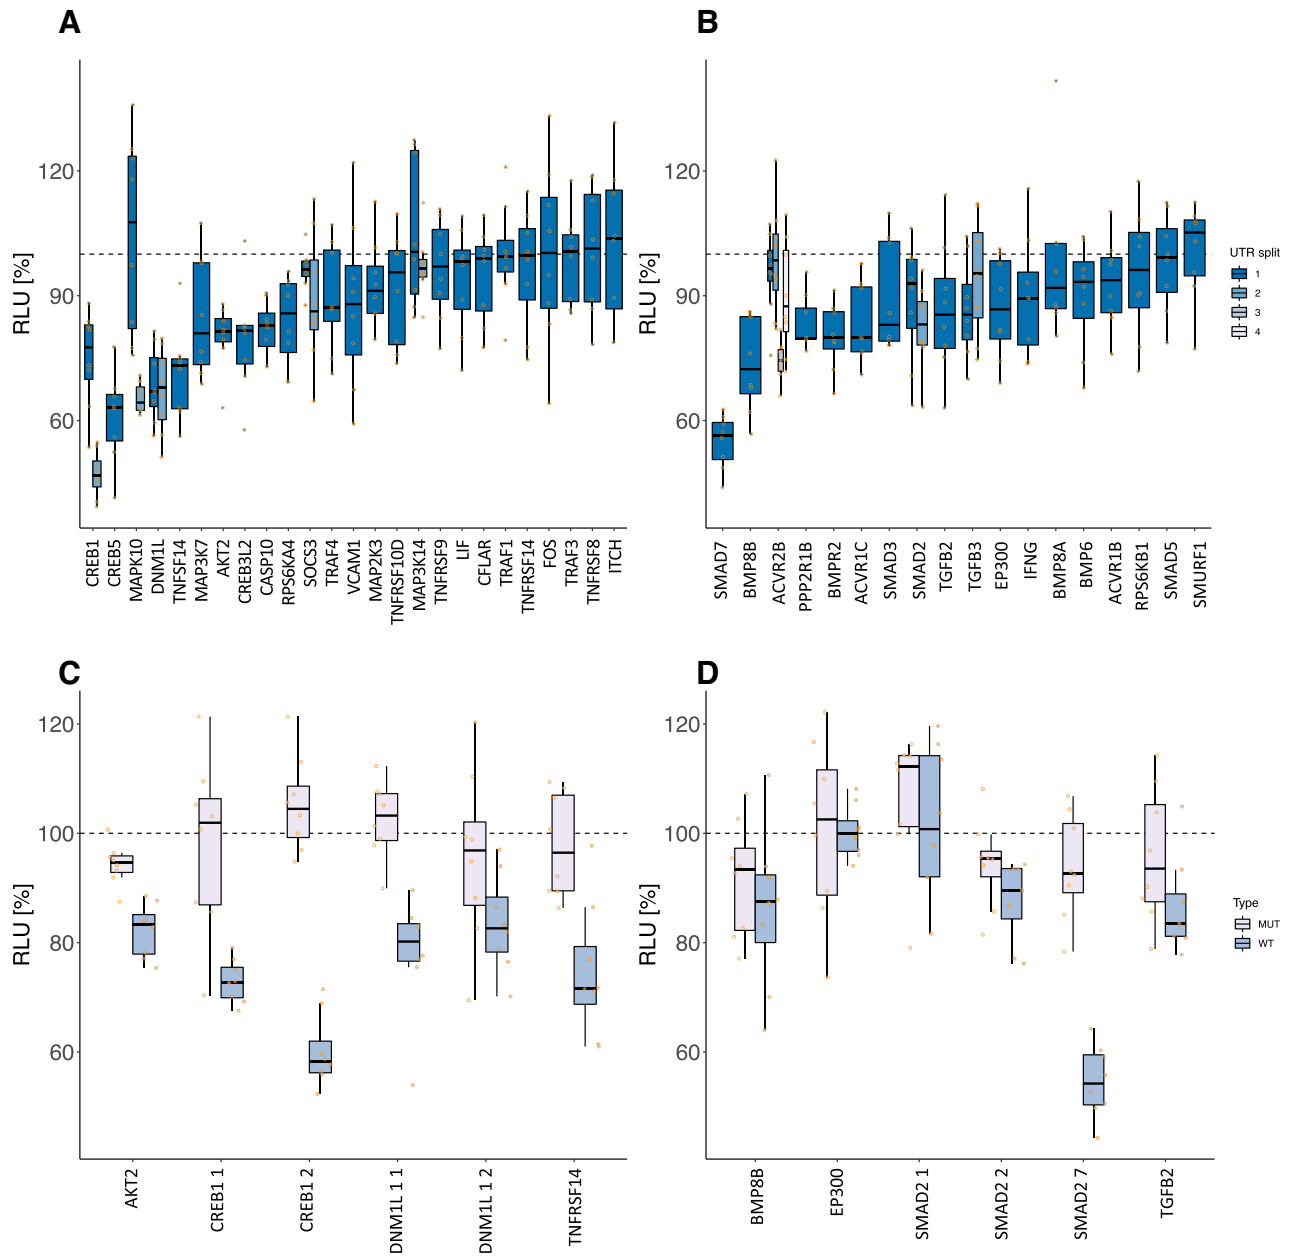 A
RLU [%]
120
90
60
CREB1
CREB5
MAPK10
DNM1L
TNFSF14
MAP3K7
AKT2
CREB3L2
CASP10
RPS6KA4
SOCS3
TRAF4
VCAM1
MAP2K3
TNFRSF10D
MAP3K14
TNFRSF9
LIF
CFLAR
TRAF1
TNFRSF14
FOS
TRAF3
TNFRSF8
ITCH
B
RLU [%]
120
90
60
SMAD7
BMP8B
ACVR2B
PPP2R1B
BMPR2
ACVR1C
SMAD3
SMAD2
TGFB2
TGFB3
EP300
IFNG
BMP8A
BMP6
ACVR1B
RPS6KB1
SMAD5
SMURF1
UTR split
1
2
3
4
C
RLU [%]
120
100
80
60
AKT2
CREB1 1
CREB1 2
DNM1L 1 1
DNM1L 1 2
TNFRSF14
D
RLU [%]
120
100
80
60
BMP8B
EP300
SMAD2 1
SMAD2 2
SMAD2 7
TGFB2
Type
MUT
WT